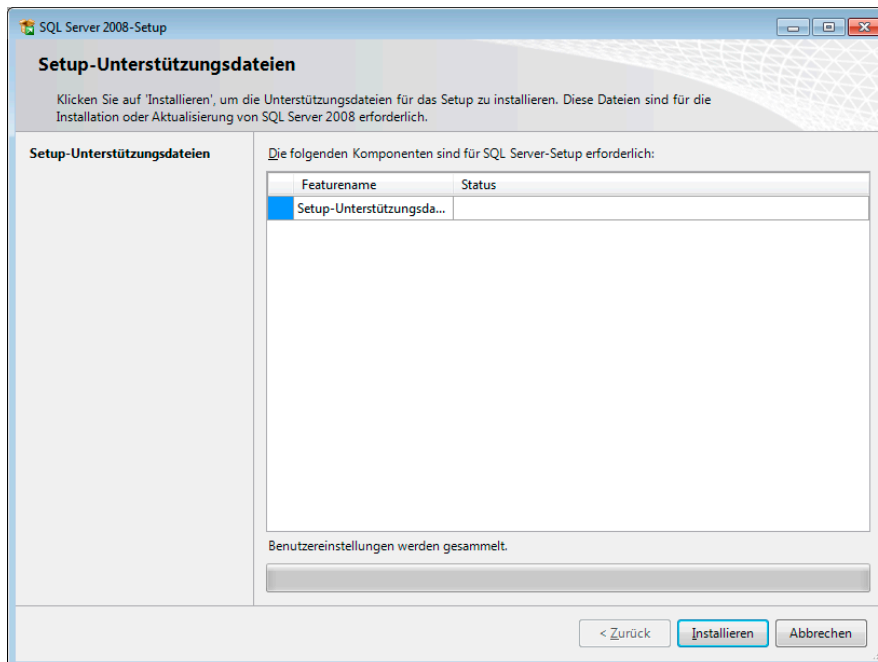 SQL Server 2008-Setup
Setup-Unterstützungsdateien
Klicken Sie auf 'Installieren', um die Unterstützungsdateien für das Setup zu installieren. Diese Dateien sind für die
Installation oder Aktualisierung von SQL Server 2008 erforderlich.
Setup-Unterstützungsdateien
Die folgenden Komponenten sind für SQL Server-Setup erforderlich:
Featurename Status
Setup-Unterstützungsda...
Benutzereinstellungen werden gesammelt.
< Zurück Installieren Abbrechen